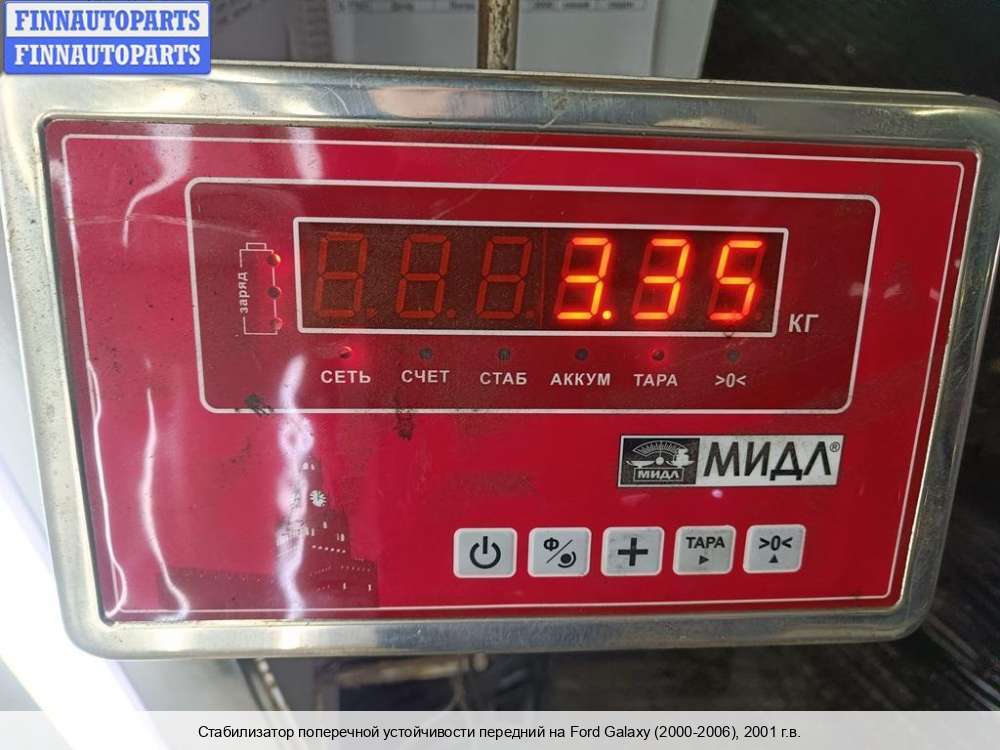 FINNAUTOPARTS
FINNAUTOPARTS
заряд
3.35
КГ
СЕТЬ СЧЕТ СТАБ АККУМ ТАРА >0<
МИДЛ МИДЛ®
Ф ТАРА >0<
Стабилизатор поперечной устойчивости передний на Ford Galaxy (2000-2006), 2001 г.в.